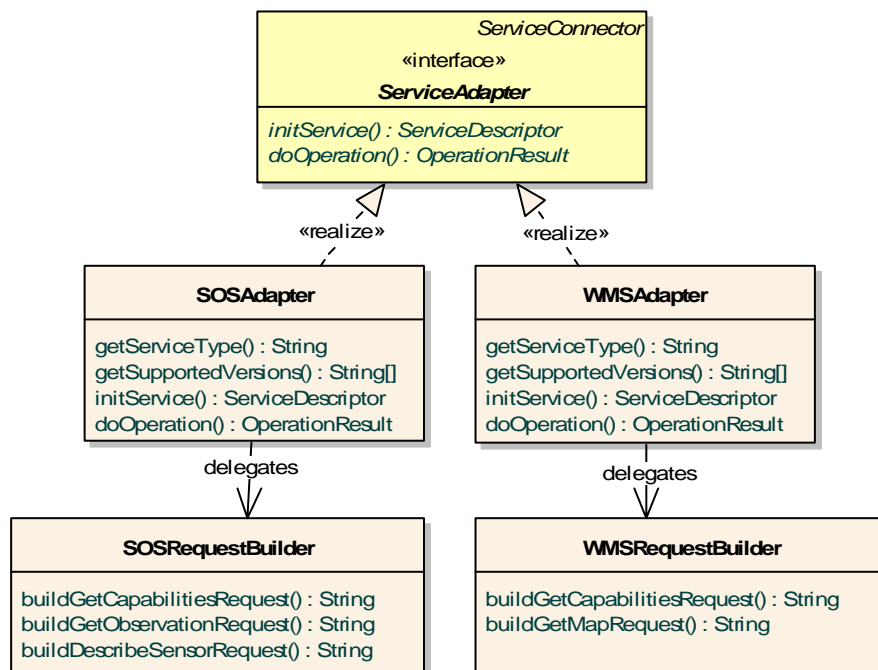 ServiceConnector
«interface»
ServiceAdapter
initService() : ServiceDescriptor
doOperation() : OperationResult
«realize»
«realize»
SOSAdapter
getServiceType() : String
getSupportedVersions() : String[]
initService() : ServiceDescriptor
doOperation() : OperationResult
WMSAdapter
getServiceType() : String
getSupportedVersions() : String[]
initService() : ServiceDescriptor
doOperation() : OperationResult
delegates
delegates
SOSRequestBuilder
buildGetCapabilitiesRequest() : String
buildGetObservationRequest() : String
buildDescribeSensorRequest() : String
WMSRequestBuilder
buildGetCapabilitiesRequest() : String
buildGetMapRequest() : String